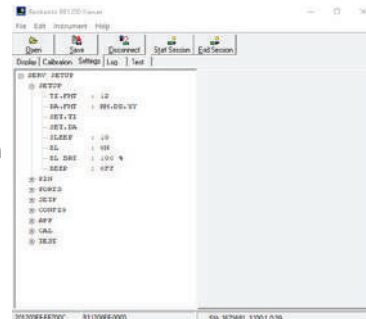 File Edit Instrument Help
Open Save Disconnect Start Session End Session
Display Calibration Settings Log Test
SERV SETUP
SETUP
TI.FMT : 12
DA.FMT : MM.DD.YY
SET.TI
SET.DA
SLEEP : 10
BL : ON
BL DAY : 100 %
BEEP : OFF
PIN
PORTS
CONFIG
APP
CAL
TEST